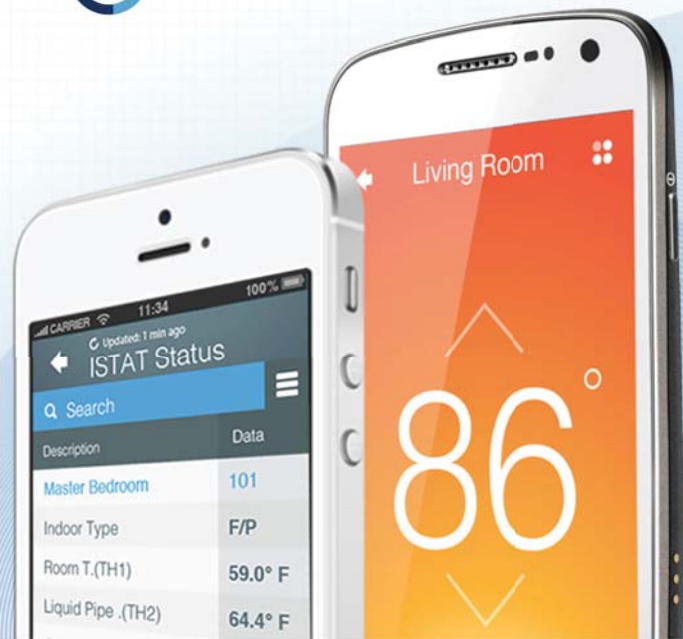 CARRIER 11:34 100%
Updated: 1 min ago
ISTAT Status
Search
Description Data
Master Bedroom 101
Indoor Type F/P
Room T.(TH1) 59.0° F
Liquid Pipe .(TH2) 64.4° F
Living Room
86°